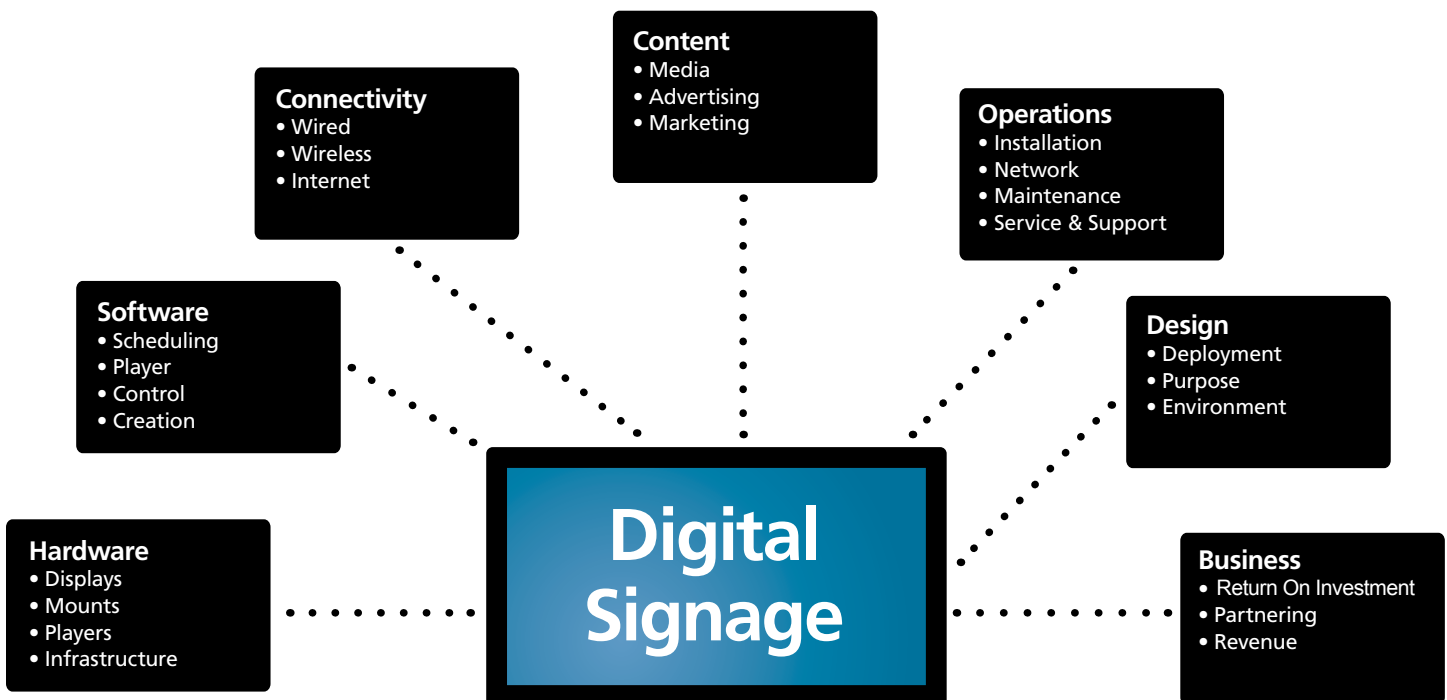 Content
• Media
• Advertising
• Marketing
Connectivity
• Wired
• Wireless
• Internet
Operations
• Installation
• Network
• Maintenance
• Service & Support
Software
• Scheduling
• Player
• Control
• Creation
Design
• Deployment
• Purpose
• Environment
Hardware
• Displays
• Mounts
• Players
• Infrastructure
Digital
Signage
Business
• Return On Investment
• Partnering
• Revenue